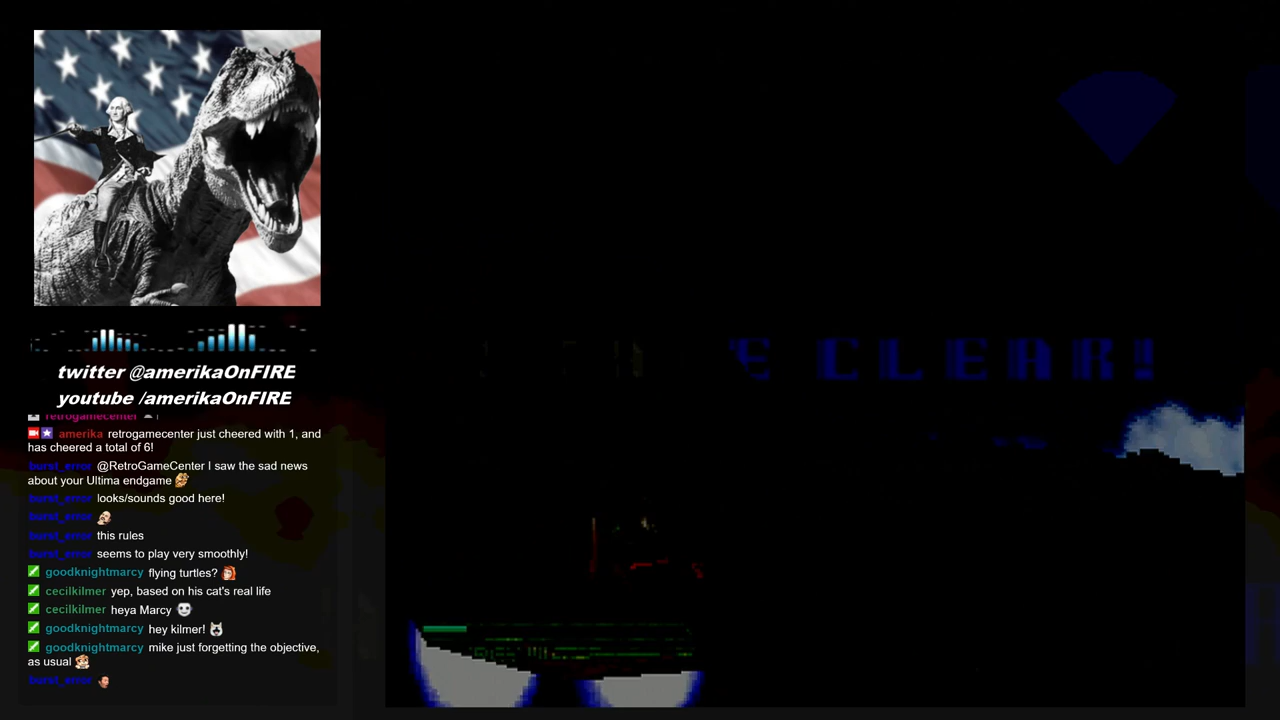 twitter @amerikaOnFIRE
youtube /amerikaOnFIRE
retrogamecenter
amerika retrogamecenter just cheered with 1, and
has cheered a total of 6!
burst_error @RetroGameCenter I saw the sad news
about your Ultima endgame
burst_error looks/sounds good here!
burst_error
burst_error this rules
burst_error seems to play very smoothly!
goodknightmarcy flying turtles?
cecilkilmer yep, based on his cat's real life
cecilkilmer heya Marcy
goodknightmarcy hey kilmer!
goodknightmarcy mike just forgetting the objective,
as usual
burst_error
E CLEAR!